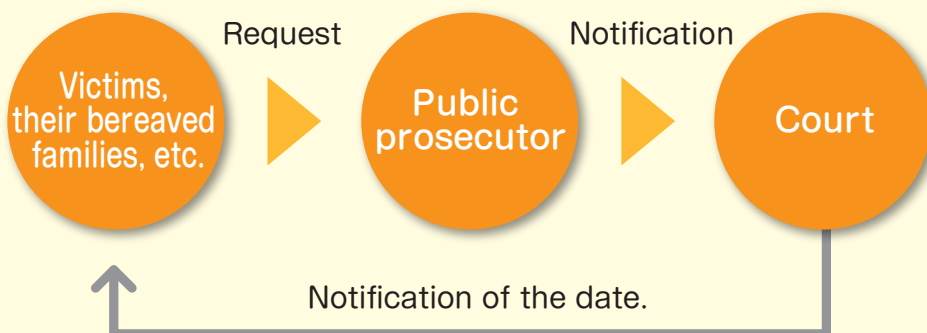 Request
Notification
Victims,
their bereaved
families, etc.
Public
prosecutor
Court
Notification of the date.